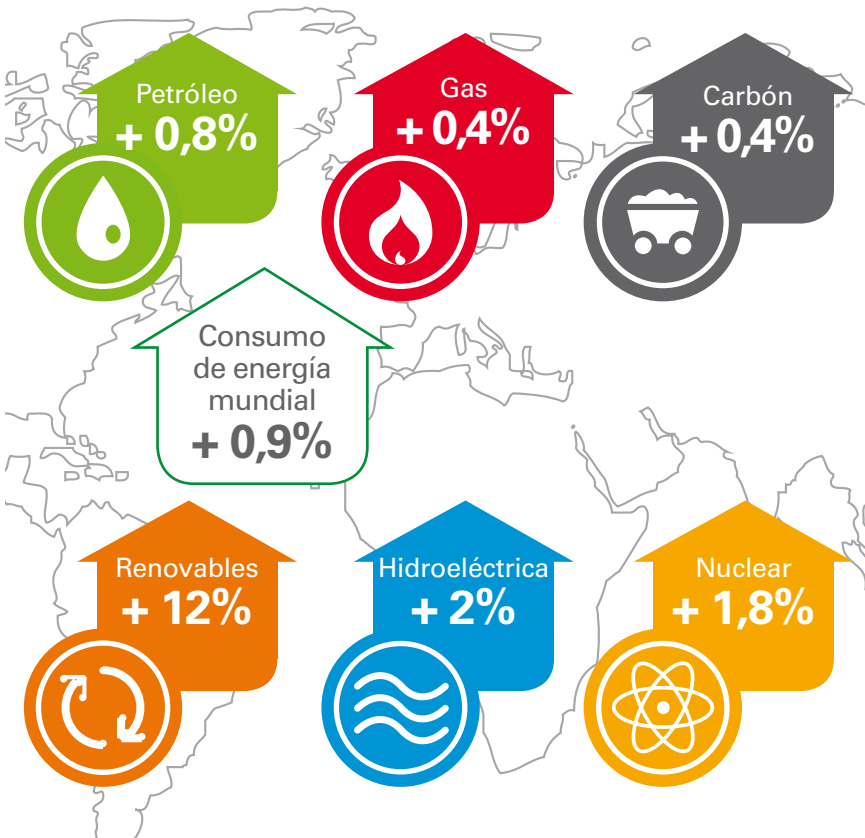 Petróleo
+ 0,8%
Gas
+ 0,4%
Carbón
+ 0,4%
Consumo
de energía
mundial
+ 0,9%
Renovables
+ 12%
Hidroeléctrica
+ 2%
Nuclear
+ 1,8%